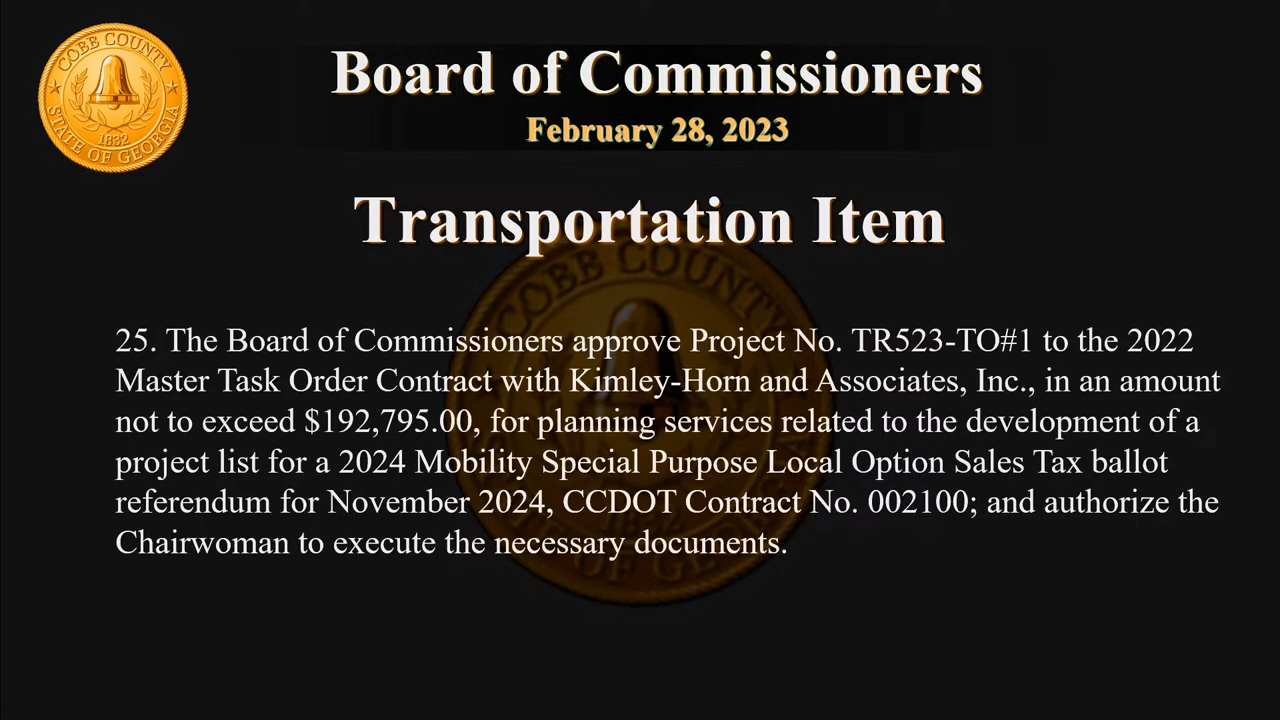 COBB COUNTY
1832
STATE OF GEORGIA
Board of Commissioners
February 28, 2023
Transportation Item
25. The Board of Commissioners approve Project No. TR523-TO#1 to the 2022
Master Task Order Contract with Kimley-Horn and Associates, Inc., in an amount
not to exceed $192,795.00, for planning services related to the development of a
project list for a 2024 Mobility Special Purpose Local Option Sales Tax ballot
referendum for November 2024, CCDOT Contract No. 002100; and authorize the
Chairwoman to execute the necessary documents.
COBB COUNTY